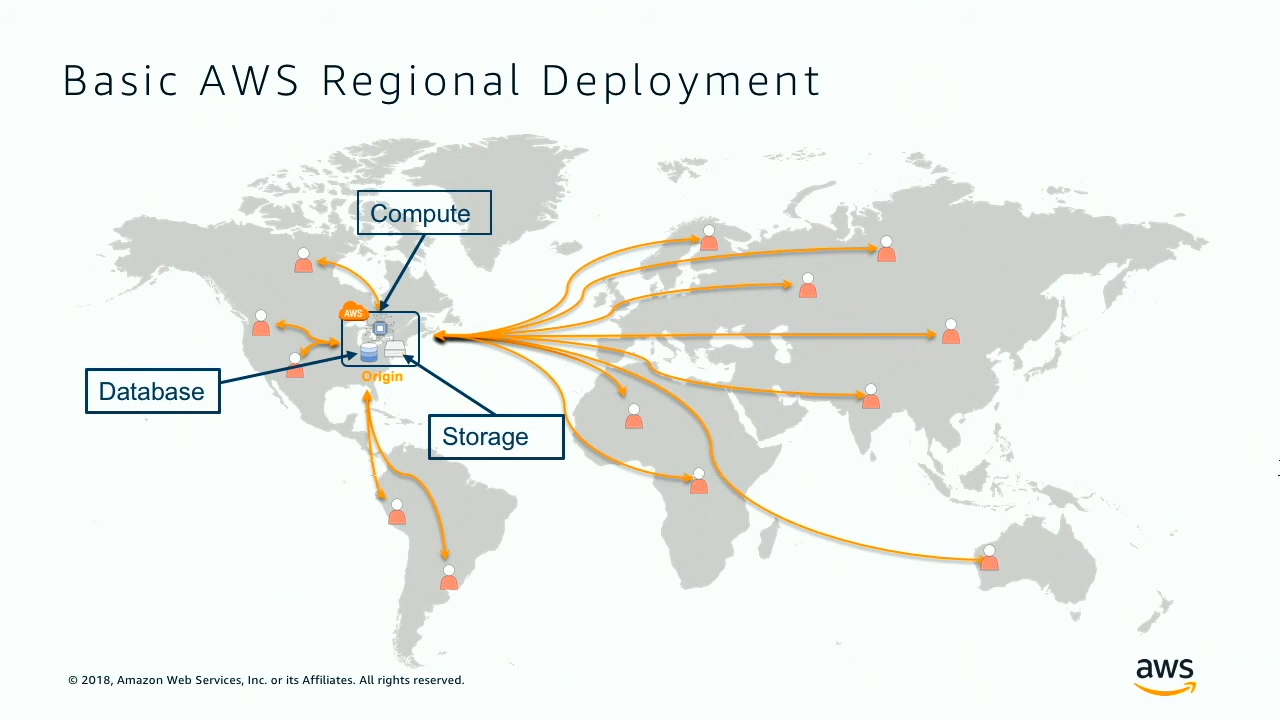 Basic AWS Regional Deployment
Compute
AWS
Origin
Database
Storage
© 2018, Amazon Web Services, Inc. or its Affiliates. All rights reserved.
aws